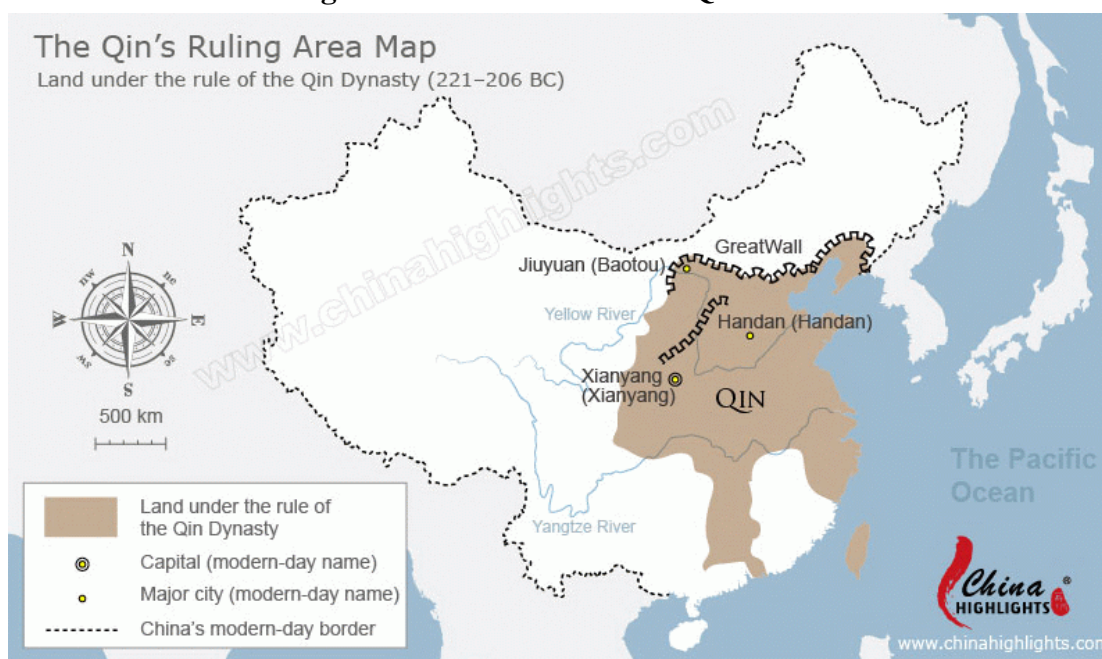 The Qin's Ruling Area Map
Land under the rule of the Qin Dynasty (221–206 BC)
www.chinahighlights.com
GreatWall
Jiuyuan (Baotou)
Yellow River
Handan (Handan)
Xianyang
(Xianyang)
QIN
N
nw
ne
W
E
sw
S
500 km
The Pacific
Ocean
Yangtze River
Land under the rule of
the Qin Dynasty
Capital (modern-day name)
Major city (modern-day name)
China's modern-day border
China
HIGHLIGHTS
®
www.chinahighlights.com